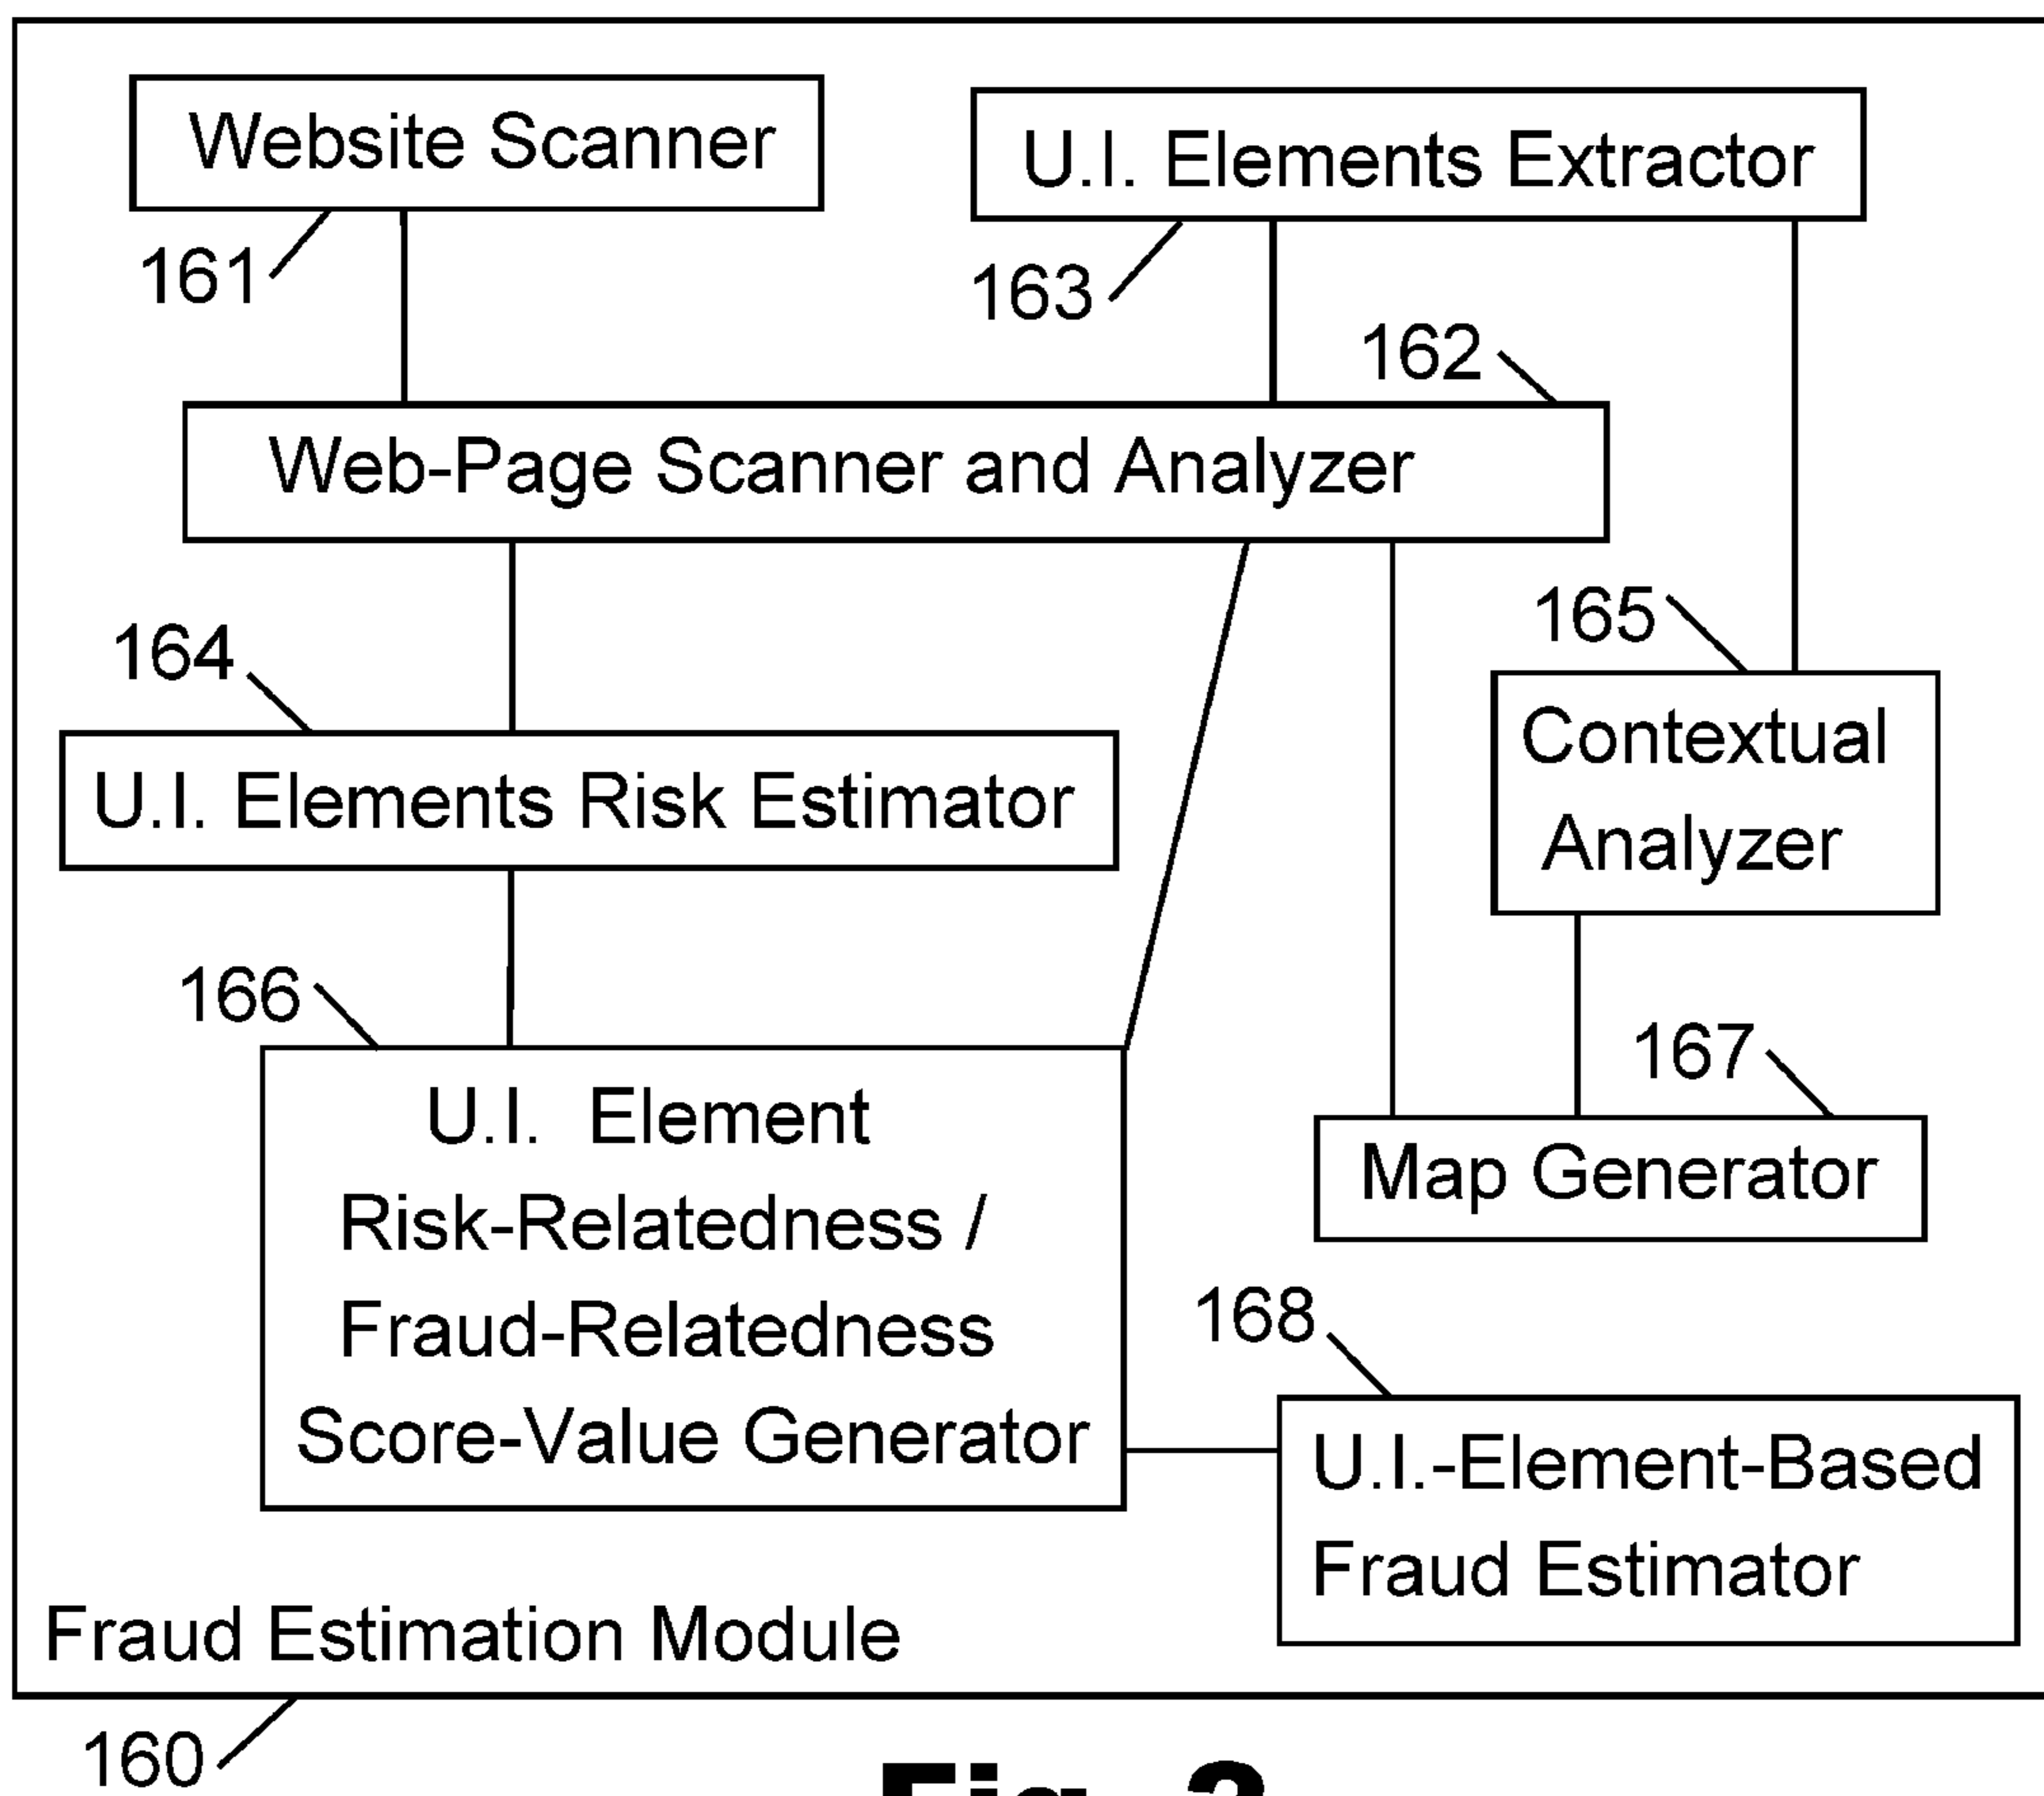 Website Scanner
161
U.I. Elements Extractor
163
162
Web-Page Scanner and Analyzer
164
U.I. Elements Risk Estimator
165
Contextual
Analyzer
166
U.I. Element
Risk-Relatedness /
Fraud-Relatedness
Score-Value Generator
167
Map Generator
168
U.I.-Element-Based
Fraud Estimator
Fraud Estimation Module
160